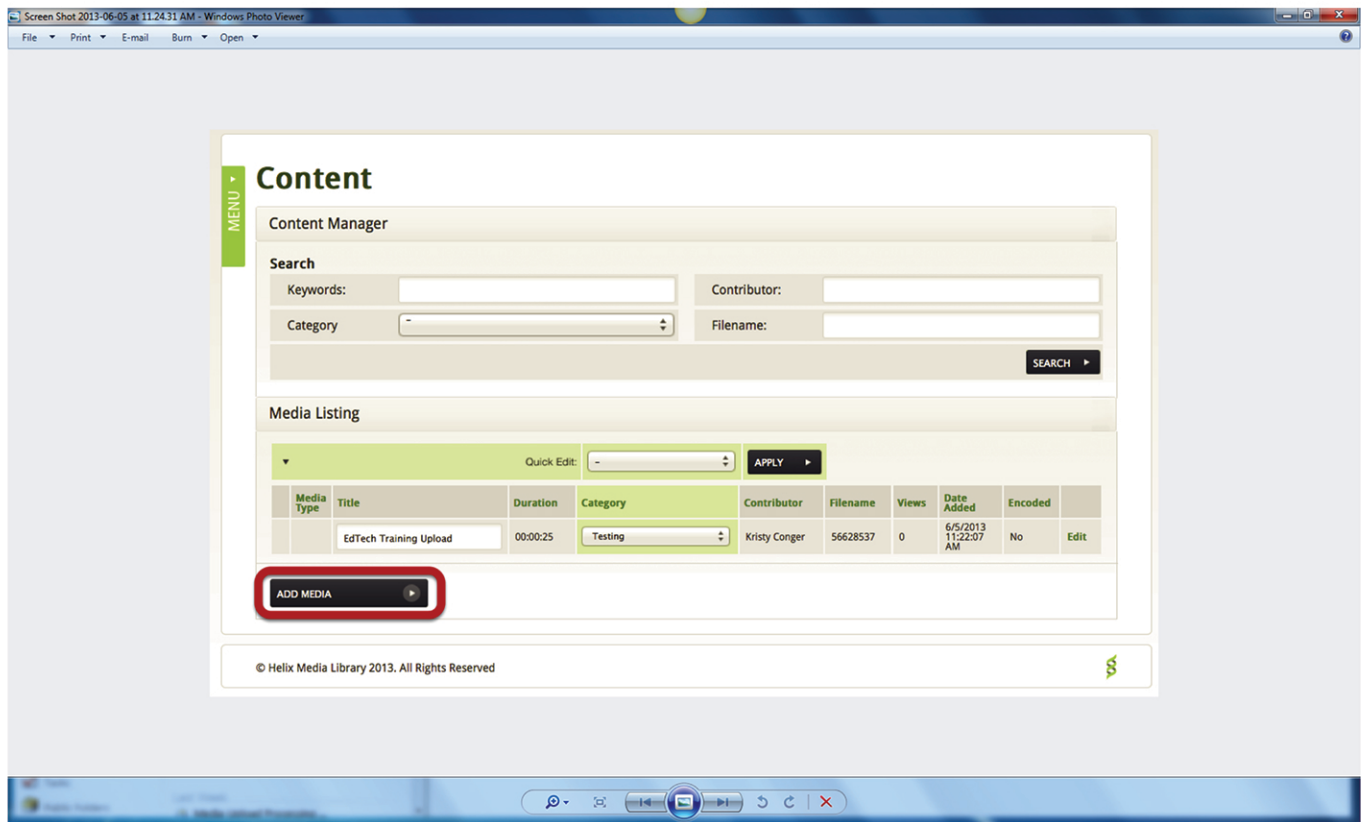 Screen Shot 2013-06-05 at 11.24.31 AM - Windows Photo Viewer
File Print E-mail Burn Open
MENU
Content
Content Manager
Search
Keywords: Contributor:
Category - Filename:
SEARCH
Media Listing
Quick Edit: - APPLY
Media Type Title Duration Category Contributor Filename Views Date Added Encoded
EdTech Training Upload 00:00:25 Testing Kristy Conger 56628537 0 6/5/2013 11:22:07 AM No Edit
ADD MEDIA
© Helix Media Library 2013. All Rights Reserved